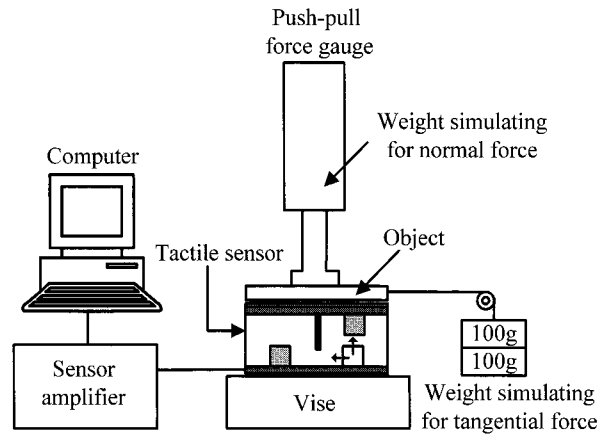 Push-pull
force gauge
Weight simulating
for normal force
Computer
Tactile sensor
Object
100g
100g
Sensor
amplifier
Vise
Weight simulating
for tangential force